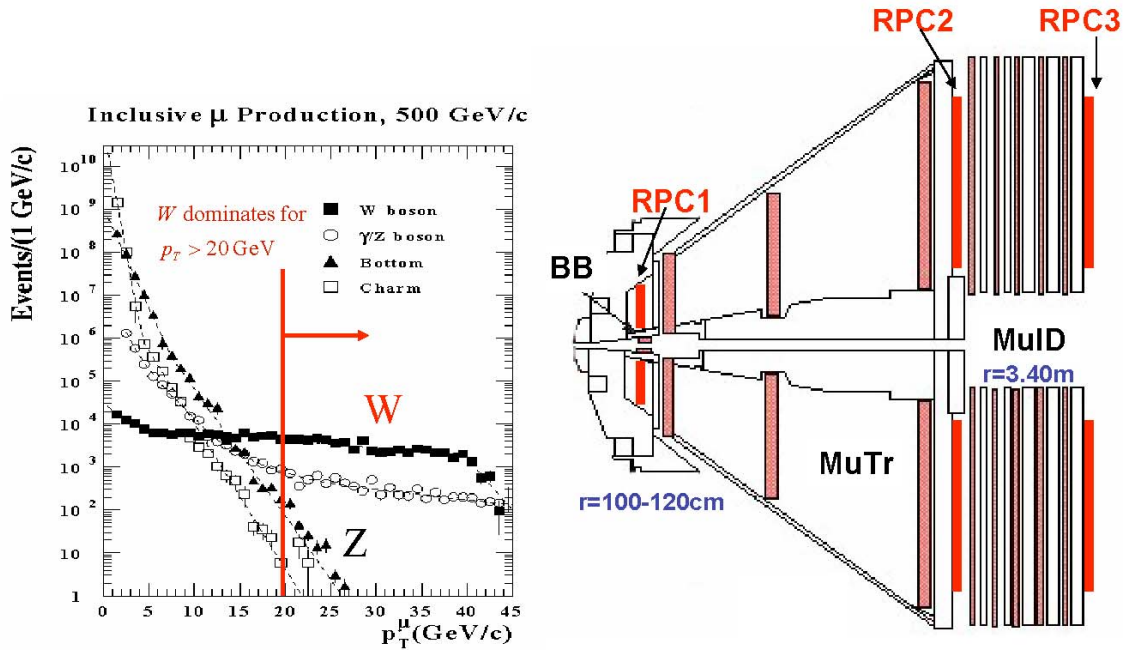 Inclusive μ Production, 500 GeV/c
Events/(1 GeV/c)
10^10
10^9
10^8
10^7
10^6
10^5
10^4
10^3
10^2
10
1
W dominates for
p_T > 20 GeV
W boson
γ/Z boson
Bottom
Charm
W
Z
0 5 10 15 20 25 30 35 40 45
p_T^μ(GeV/c)
RPC2
RPC3
RPC1
BB
MuID
r=3.40m
MuTr
r=100-120cm